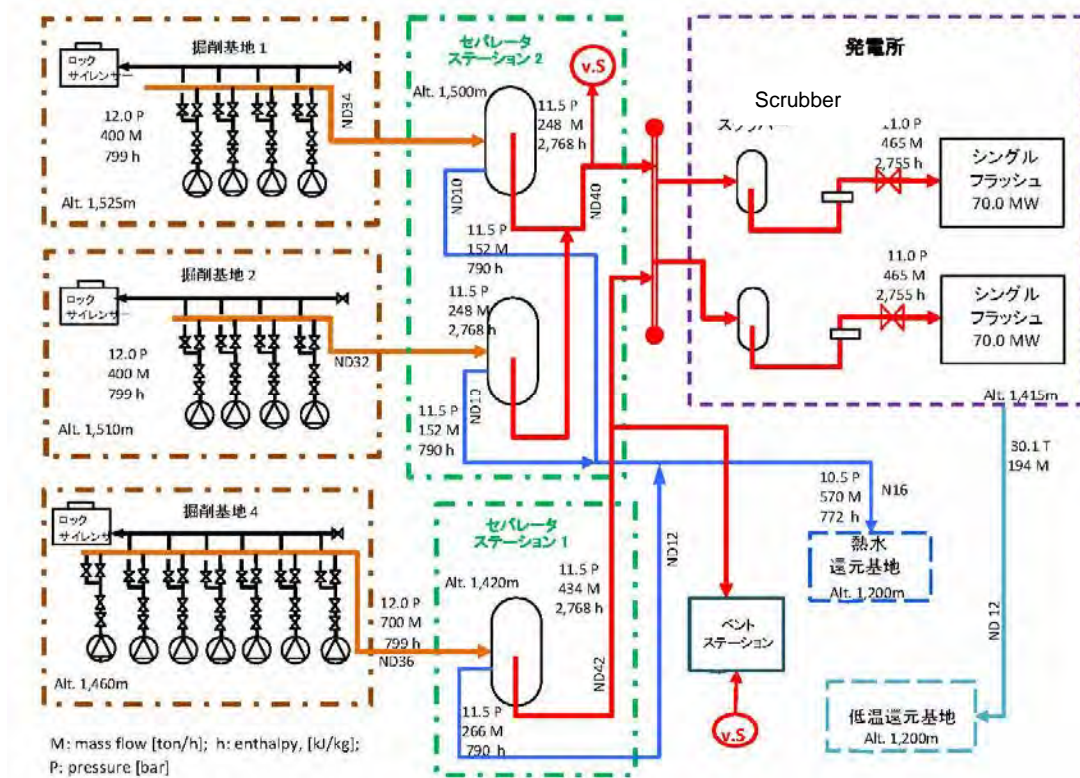 掘削基地 1
ロック
サイレンサー
12.0 P
400 M
799 h
ND34
Alt. 1,525m
掘削基地 2
ロック
サイレンサー
12.0 P
400 M
799 h
ND32
Alt. 1,510m
掘削基地 4
ロック
サイレンサー
12.0 P
700 M
799 h
ND36
Alt. 1,460m
セパレータ
ステーション 2
Alt. 1,500m
v.S
11.5 P
248 M
2,768 h
ND10
ND40
11.5 P
152 M
790 h
11.5 P
248 M
2,768 h
ND10
11.5 P
152 M
790 h
セパレータ
ステーション 1
Alt. 1,420m
11.5 P
434 M
2,768 h
ND12
ND42
11.5 P
266 M
790 h
発電所
Scrubber
11.0 P
465 M
2,755 h
シングル
フラッシュ
70.0 MW
11.0 P
465 M
2,755 h
シングル
フラッシュ
70.0 MW
Alt. 1,415m
30.1 T
194 M
10.5 P
570 M
772 h
N16
熱水
還元基地
Alt. 1,200m
ND 12
ベント
ステーション
v.S
低温還元基地
Alt. 1,200m
M: mass flow [ton/h]; h: enthalpy, [kJ/kg];
P: pressure [bar]